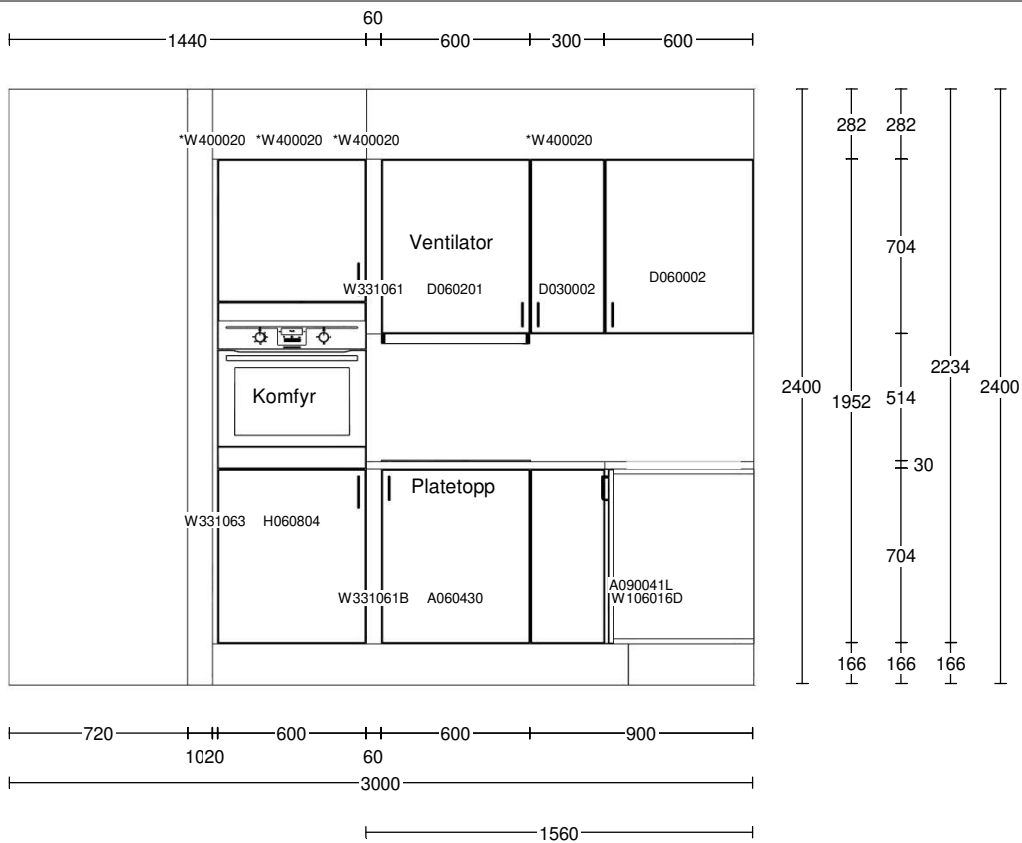 60
1440 600 300 600
*W400020 *W400020 *W400020 *W400020
282 282
704
Ventilator
W331061 D060201 D030002 D060002
2400 1952 514 2234 2400
Komfyr
30
Platetopp
W331063 H060804
704
W331061B A060430 A090041L
W106016D
166 166 166
720 600 600 900
1020 60
3000
1560